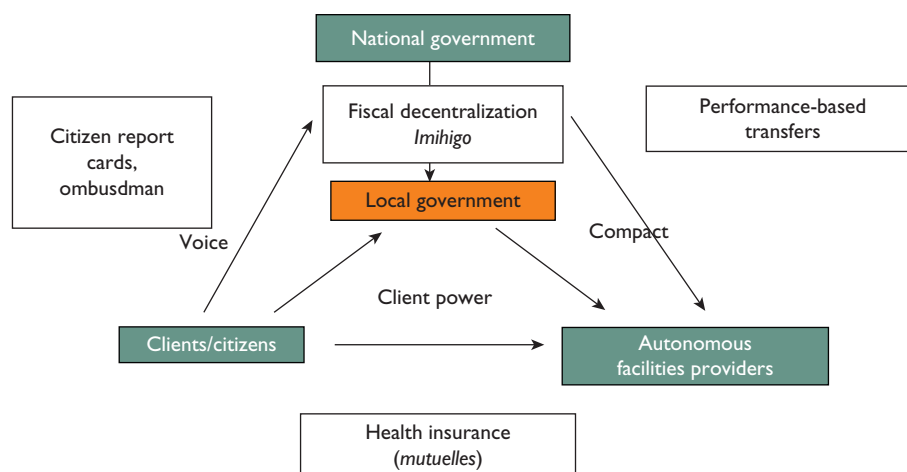 National government
Fiscal decentralization
Imihigo
Performance-based
transfers
Citizen report
cards,
ombusdman
Local government
Voice
Compact
Client power
Clients/citizens
Autonomous
facilities providers
Health insurance
(mutuelles)